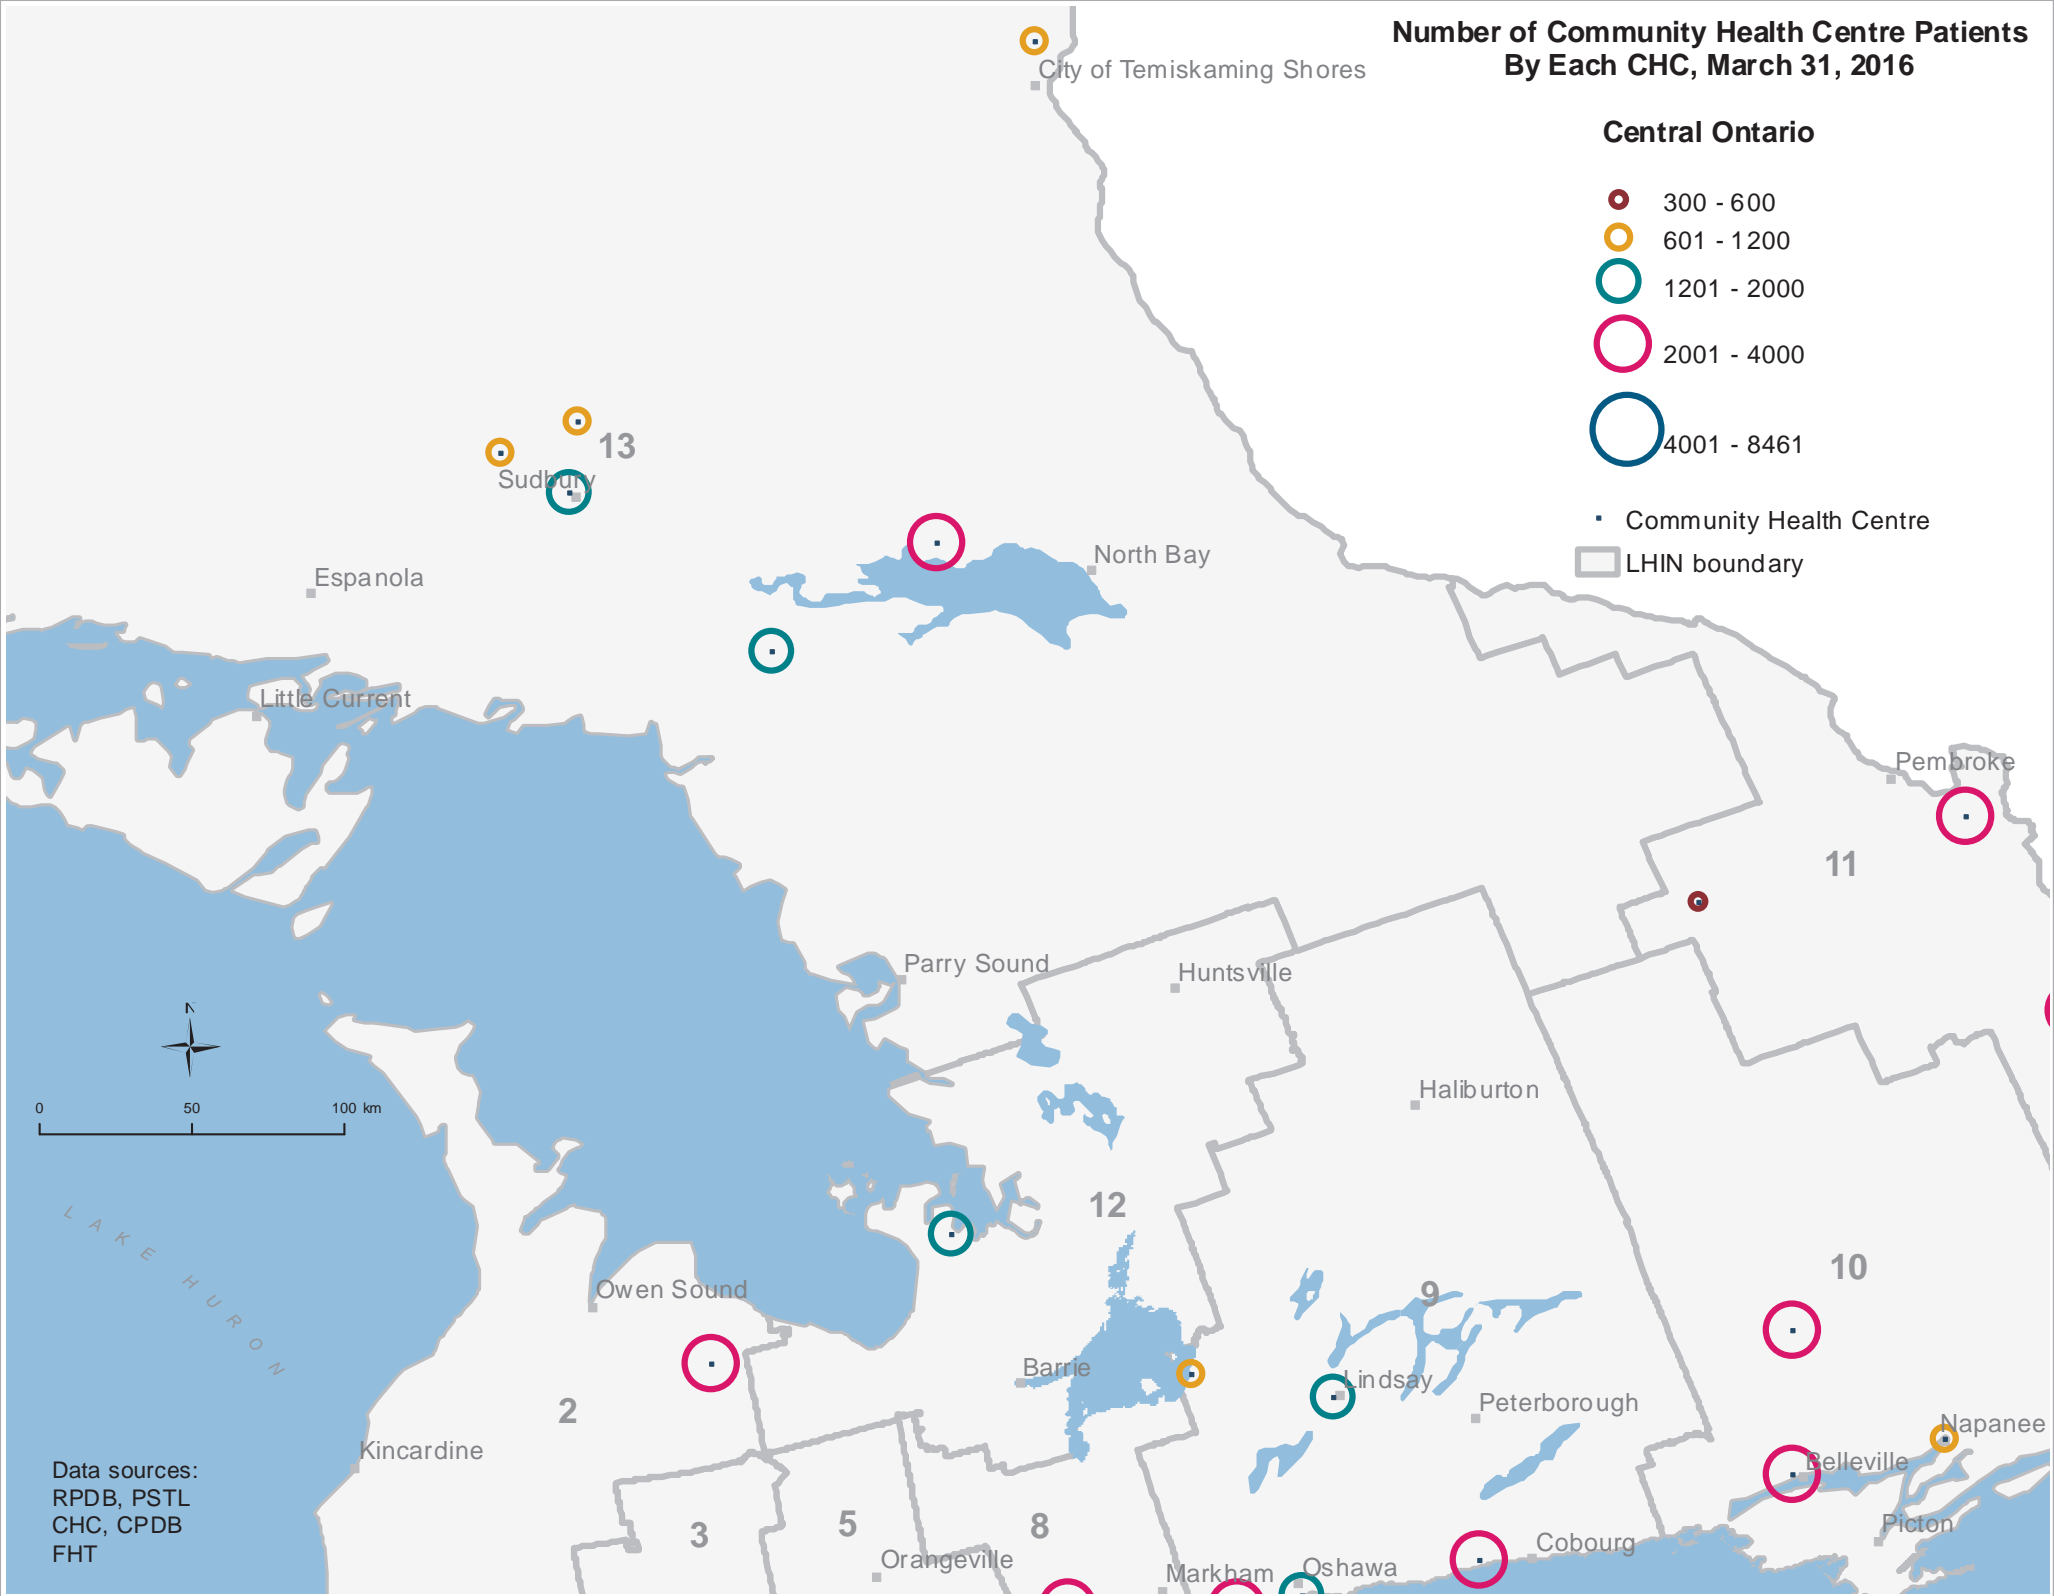 Number of Community Health Centre Patients
By Each CHC, March 31, 2016
Central Ontario
300 - 600
601 - 1200
1201 - 2000
2001 - 4000
4001 - 8461
Community Health Centre
LHIN boundary
City of Temiskaming Shores
13
Sudbury
North Bay
Espanola
Little Current
Pembroke
11
Parry Sound
Huntsville
N
0 50 100 km
Haliburton
12
LAKE HURON
10
Owen Sound
9
Barrie
Lindsay
Peterborough
2
Napanee
Kincardine
Belleville
Data sources:
RPDB, PSTL
CHC, CPDB
FHT
3
5
8
Picton
Cobourg
Orangeville
Markham
Oshawa